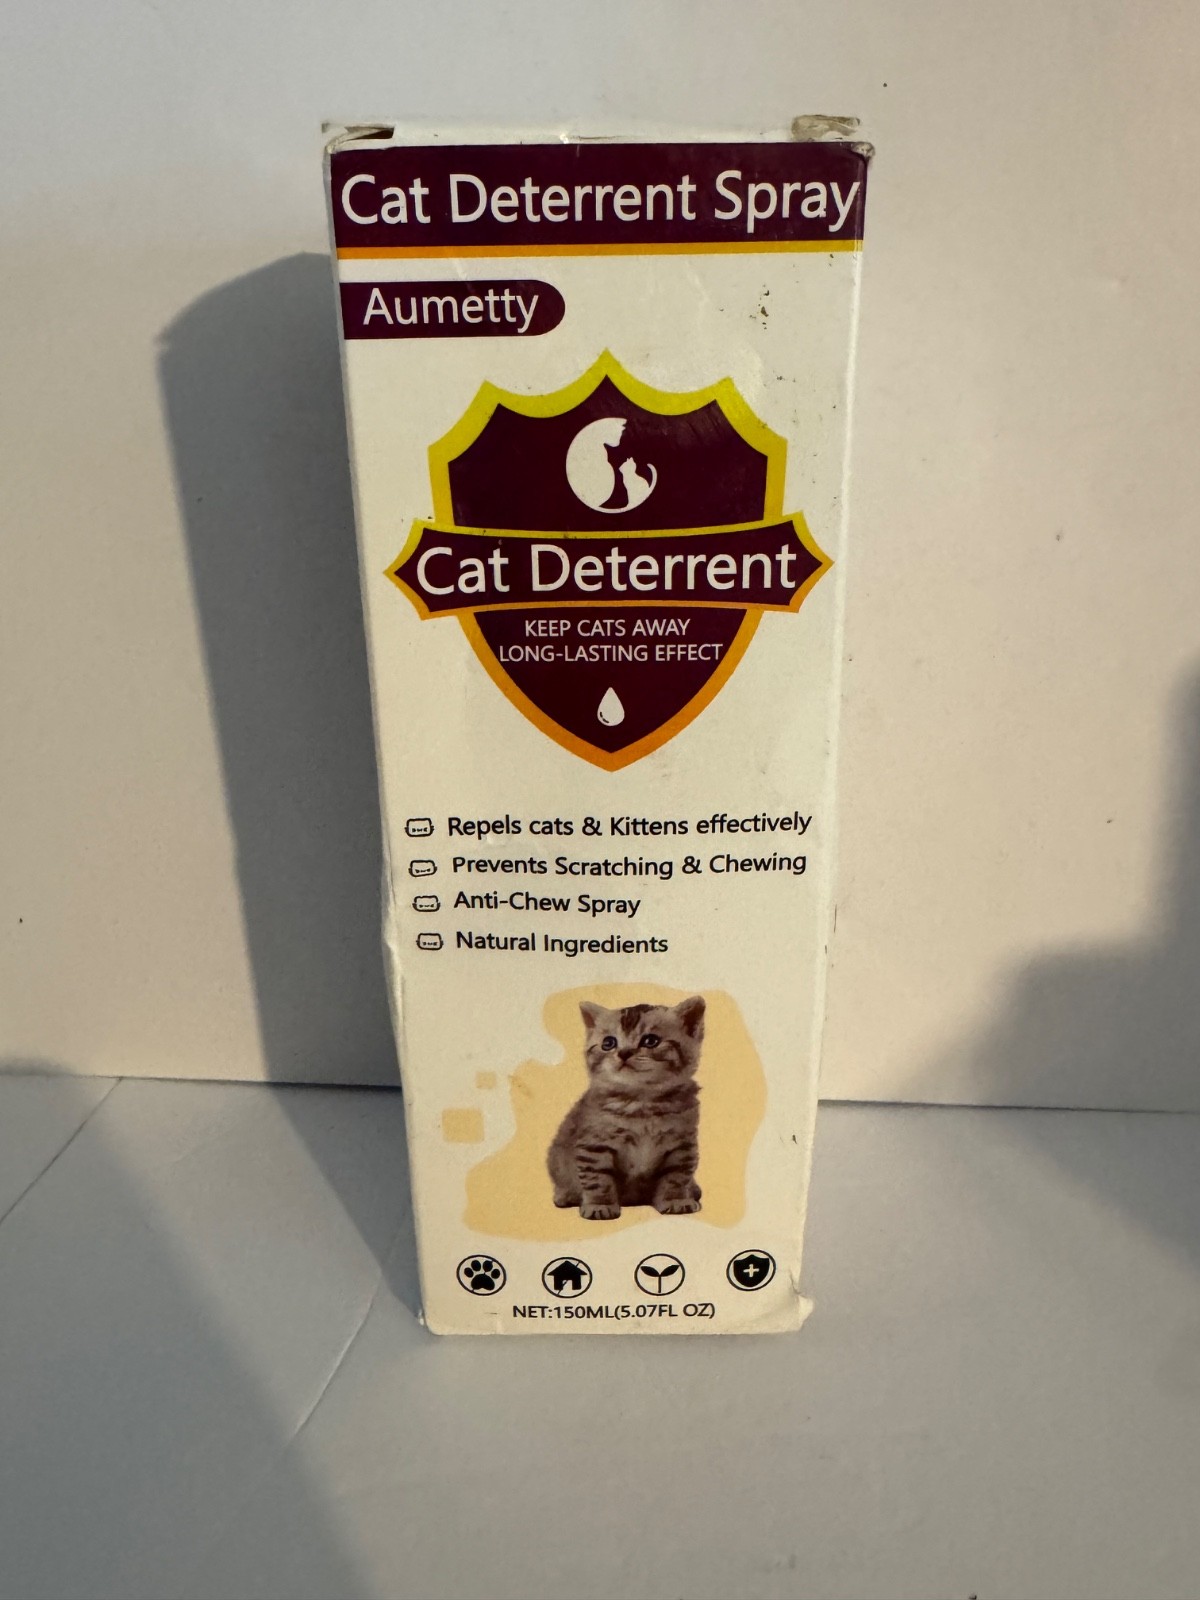 Cat Deterrent Spray
Aumetty
Cat Deterrent
KEEP CATS AWAY
LONG-LASTING EFFECT
Repels cats & Kittens effectively
Prevents Scratching & Chewing
Anti-Chew Spray
Natural Ingredients
NET:150ML(5.07FL OZ)